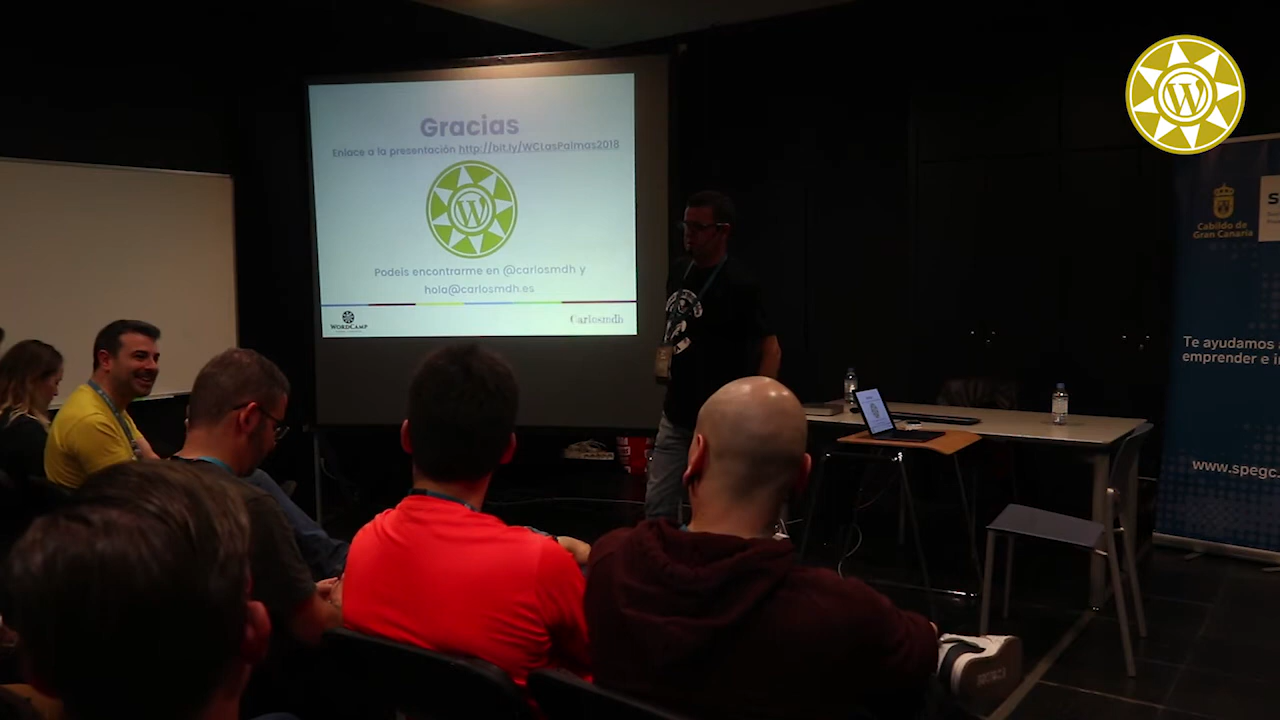 Gracias
Enlace a la presentación http://bit.ly/WCLasPalmas2018
W
Podeis encontrarme en @carlosmdh y
hola@carlosmdh.es
WORDCAMP
Carlosmdh
W
Cabildo de
Gran Canaria
S
Te ayudamos a
emprender e i
www.spegc.